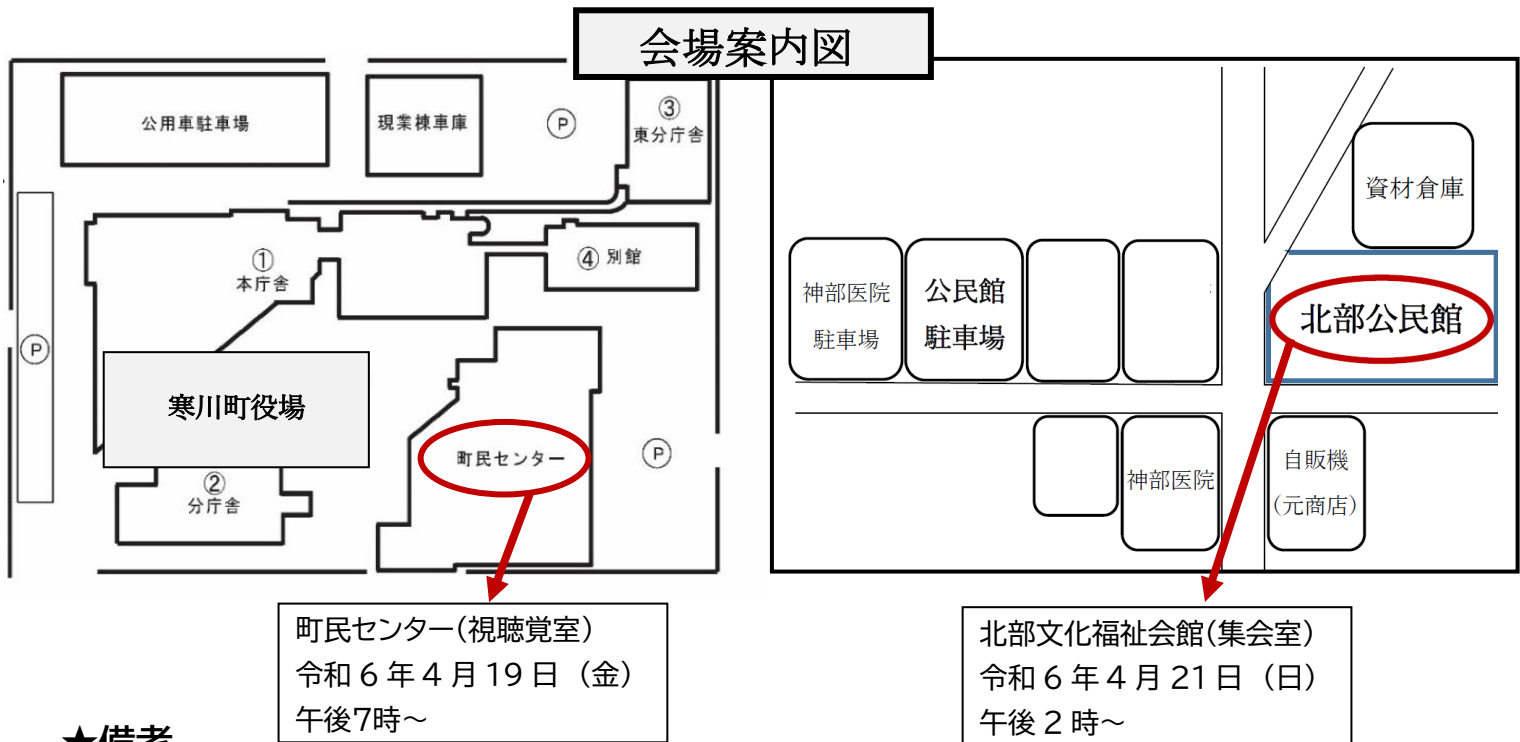 会場案内図
公用車駐車場
現業棟車庫
P
③
東分庁舎
①
本庁舎
④ 別館
P
寒川町役場
町民センター
P
②
分庁舎
町民センター(視聴覚室)
令和6年4月19日 (金)
午後7時～
資材倉庫
神部医院
駐車場
公民館
駐車場
北部公民館
神部医院
自販機
(元商店)
北部文化福祉会館(集会室)
令和6年4月21日 (日)
午後2時～
★備考